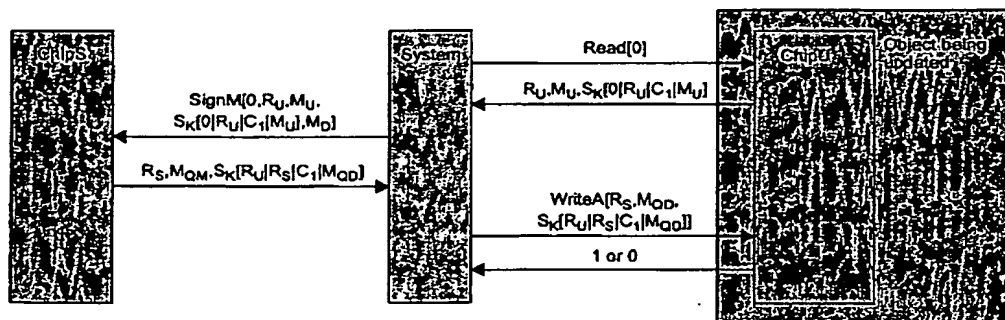 ChipS
System
ChipU
Object being
updated
Read[0]
R_U,M_U,S_K[0|R_U|C_1|M_U]
SignM[0,R_U,M_U,
S_K[0|R_U|C_1|M_U],M_D]
R_S,M_QM,S_K[R_U|R_S|C_1|M_QD]
WriteA[R_S,M_QD,
S_K[R_U|R_S|C_1|M_QD]]
1 or 0